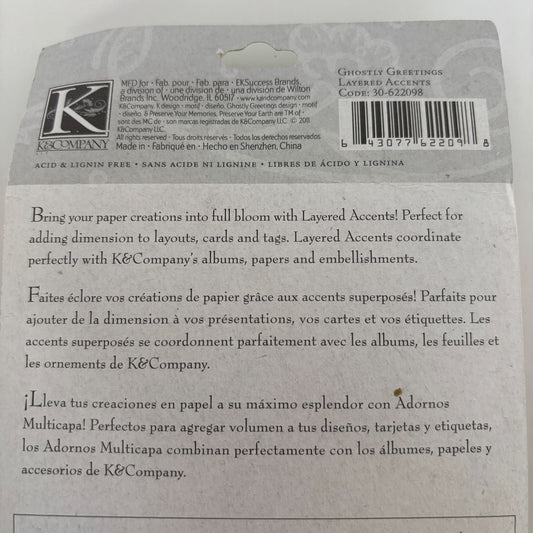 K
K&COMPANY
MFD for • Fab. pour • Fab. para • EKSuccess Brands,
a division of • une division de • una división de Wilton
Brands Inc. Woodridge, IL 60517 • www.kandcompany.com
K&Company, K design • motif • diseño, Ghostly Greetings design • motif
• diseño, & Preserve Your Memories. Preserve Your Earth are TM of •
sont des MC de • son marcas registradas de K&Company LLC. © 2011
K&Company LLC.
All rights reserved • Tous droits réservés • Todos los derechos reservados
Made in • Fabriqué en • Hecho en Shenzhen, China
Ghostly Greetings
Layered Accents
Code: 30-622098
6 43077 62209 8
ACID & LIGNIN FREE • SANS ACIDE NI LIGNINE • LIBRES DE ÁCIDO Y LIGNINA
Bring your paper creations into full bloom with Layered Accents! Perfect for
adding dimension to layouts, cards and tags. Layered Accents coordinate
perfectly with K&Company's albums, papers and embellishments.
Faites éclore vos créations de papier grâce aux accents superposés! Parfaits pour
ajouter de la dimension à vos présentations, vos cartes et vos étiquettes. Les
accents superposés se coordonnent parfaitement avec les albums, les feuilles et
les ornements de K&Company.
¡Lleva tus creaciones en papel a su máximo esplendor con Adornos
Multicapa! Perfectos para agregar volumen a tus diseños, tarjetas y etiquetas,
los Adornos Multicapa combinan perfectamente con los álbumes, papeles y
accesorios de K&Company.